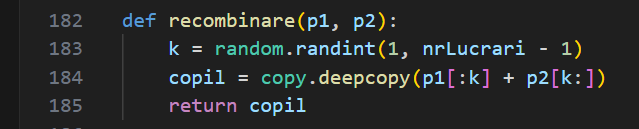 182 def recombinare(p1, p2):
183 k = random.randint(1, nrLucrari - 1)
184 copil = copy.deepcopy(p1[:k] + p2[k:])
185 return copil